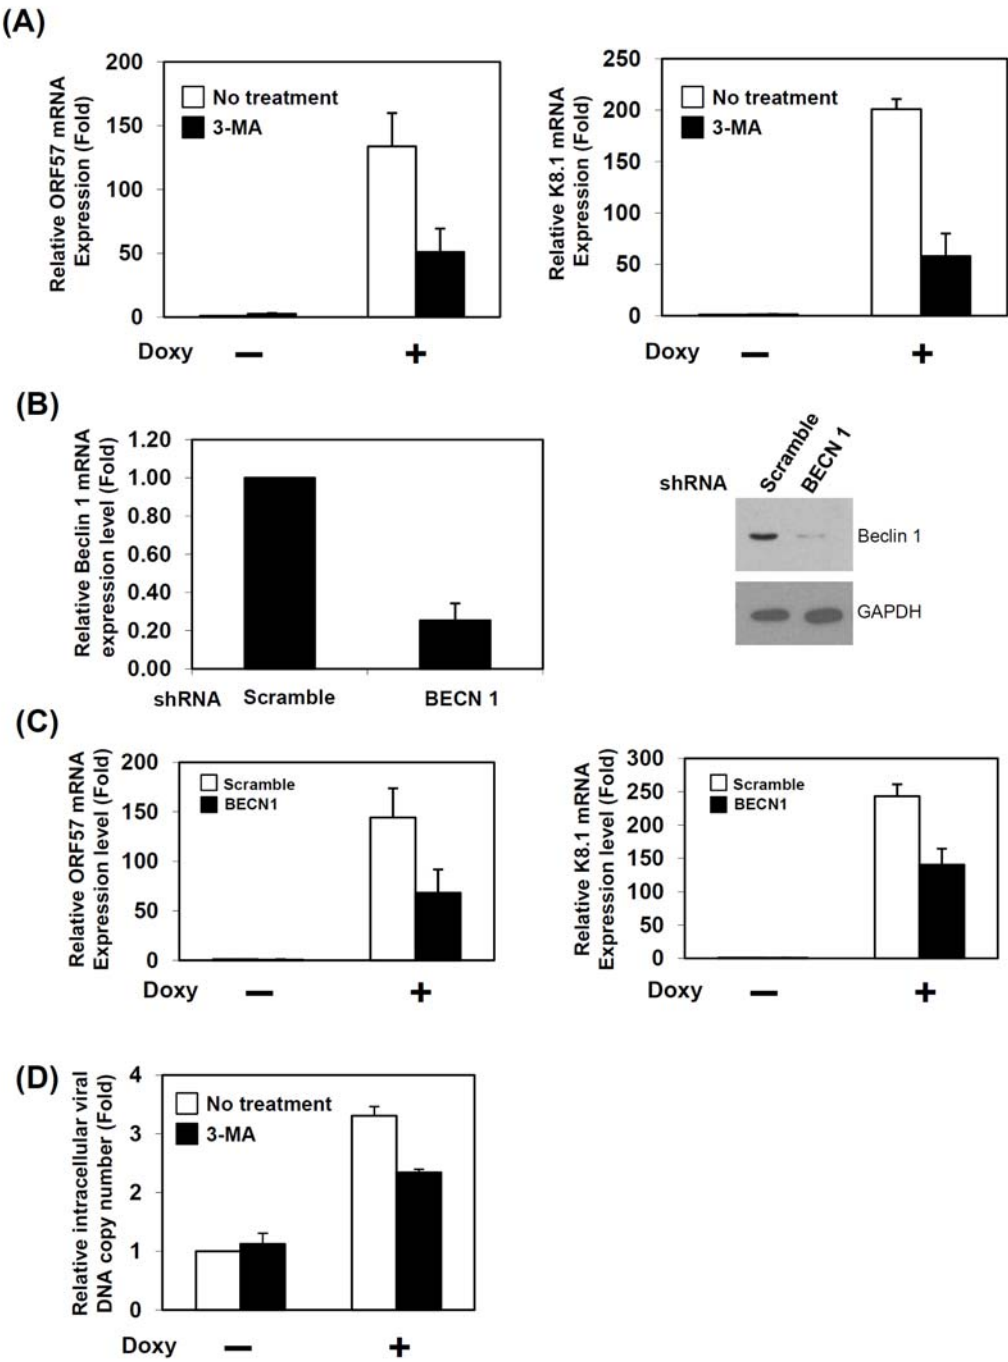 (A)
Relative ORF57 mRNA
Expression (Fold)
200
150
100
50
0
No treatment
3-MA
Doxy − +
Relative K8.1 mRNA
Expression (Fold)
250
200
150
100
50
0
No treatment
3-MA
Doxy − +
(B)
Relative Beclin 1 mRNA
expression level (Fold)
1.20
1.00
0.80
0.60
0.40
0.20
0.00
shRNA Scramble BECN 1
shRNA Scramble BECN 1
Beclin 1
GAPDH
(C)
Relative ORF57 mRNA
Expression level (Fold)
200
150
100
50
0
Scramble
BECN1
Doxy − +
Relative K8.1 mRNA
Expression level (Fold)
300
250
200
150
100
50
0
Scramble
BECN1
Doxy − +
(D)
Relative intracellular viral
DNA copy number (Fold)
4
3
2
1
0
No treatment
3-MA
Doxy − +